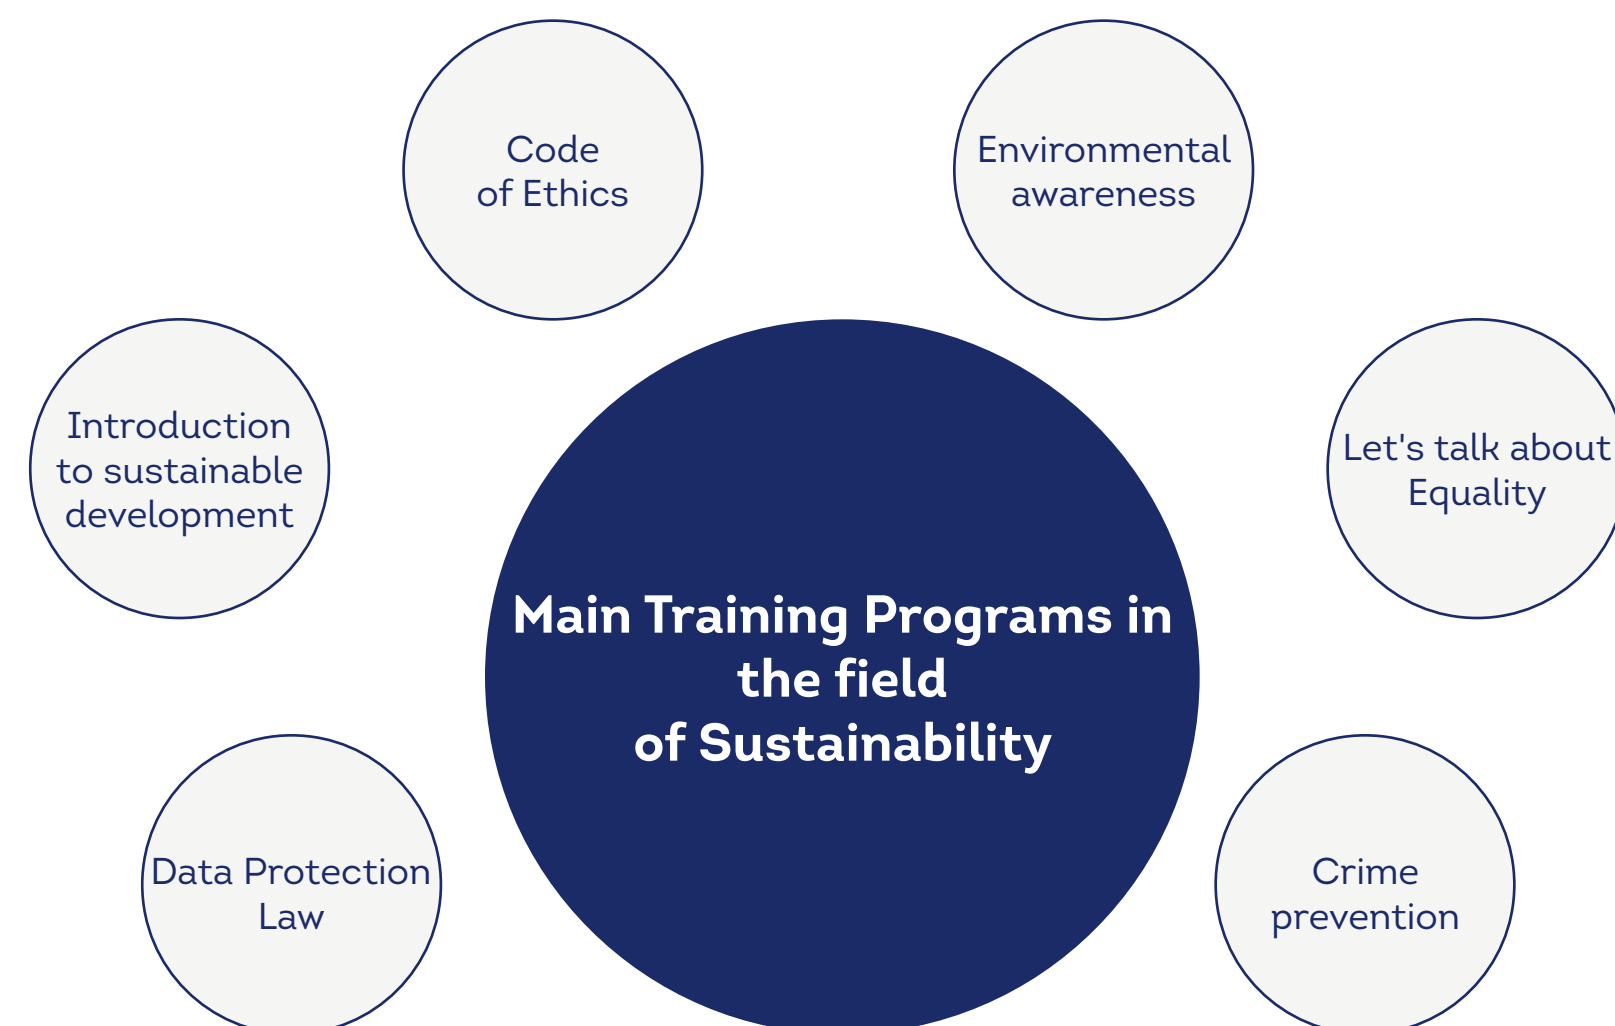 Code
of Ethics
Environmental
awareness
Introduction
to sustainable
development
Let's talk about
Equality
Main Training Programs in
the field
of Sustainability
Data Protection
Law
Crime
prevention